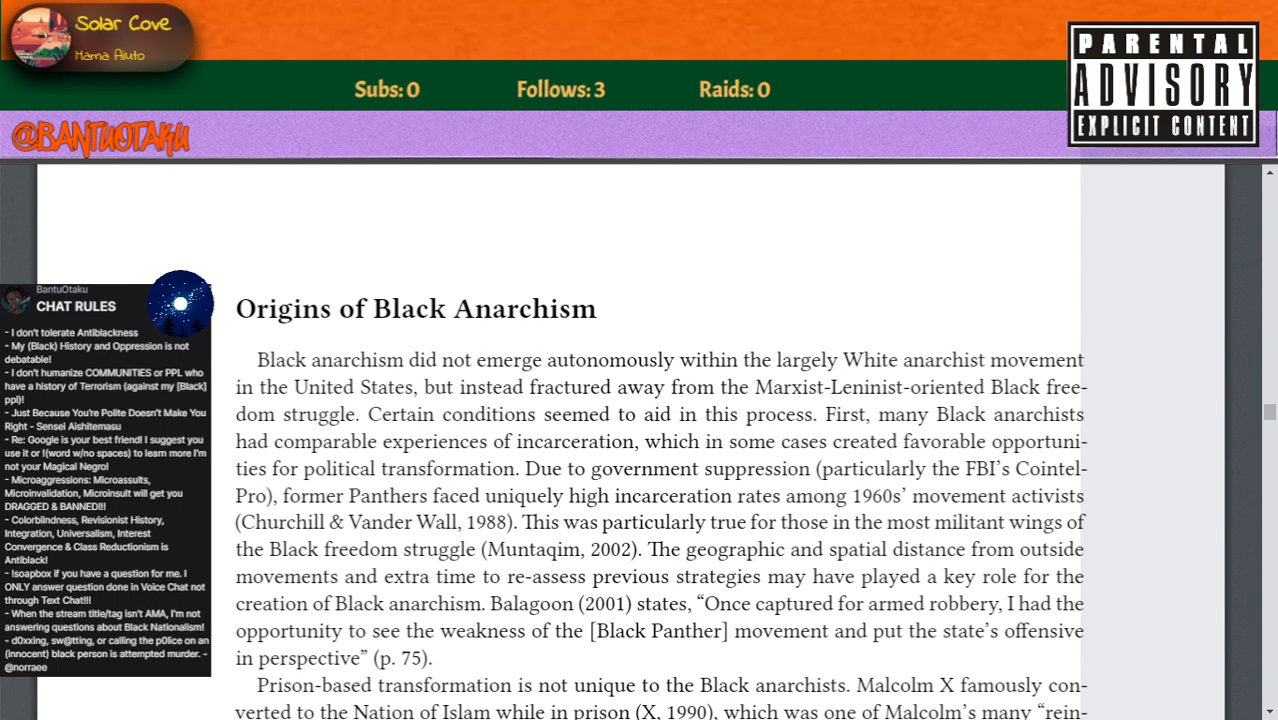 Solar Cove
Mama Aiuto
Subs: 0
Follows: 3
Raids: 0
PARENTAL
ADVISORY
EXPLICIT CONTENT
@BANTUOTAKU
BantuOtaku
CHAT RULES
- I don't tolerate Antiblackness
- My (Black) History and Oppression is not
debatable!
- I don't humanize COMMUNITIES or PPL who
have a history of Terrorism (against my [Black]
ppl)!
- Just Because You're Polite Doesn't Make You
Right - Sensei Aishitemasu
- Re: Google is your best friend! I suggest you
use it or !(word w/no spaces) to learn more I'm
not your Magical Negro!
- Microaggressions: Microassults,
Microinvalidation, Microinsult will get you
DRAGGED & BANNED!!!
- Colorblindness, Revisionist History,
Integration, Universalism, Interest
Convergence & Class Reductionism is
Antiblack!
- !soapbox if you have a question for me. I
ONLY answer question done in Voice Chat not
through Text Chat!!!
- When the stream title/tag isn't AMA, I'm not
answering questions about Black Nationalism!
- d0xxing, sw@tting, or calling the p0lice on an
(innocent) black person is attempted murder. -
@norraee
Origins of Black Anarchism
Black anarchism did not emerge autonomously within the largely White anarchist movement
in the United States, but instead fractured away from the Marxist-Leninist-oriented Black free-
dom struggle. Certain conditions seemed to aid in this process. First, many Black anarchists
had comparable experiences of incarceration, which in some cases created favorable opportuni-
ties for political transformation. Due to government suppression (particularly the FBI's Cointel-
Pro), former Panthers faced uniquely high incarceration rates among 1960s' movement activists
(Churchill & Vander Wall, 1988). This was particularly true for those in the most militant wings of
the Black freedom struggle (Muntaqim, 2002). The geographic and spatial distance from outside
movements and extra time to re-assess previous strategies may have played a key role for the
creation of Black anarchism. Balagoon (2001) states, “Once captured for armed robbery, I had the
opportunity to see the weakness of the [Black Panther] movement and put the state's offensive
in perspective” (p. 75).
Prison-based transformation is not unique to the Black anarchists. Malcolm X famously con-
verted to the Nation of Islam while in prison (X, 1990), which was one of Malcolm's many “rein-